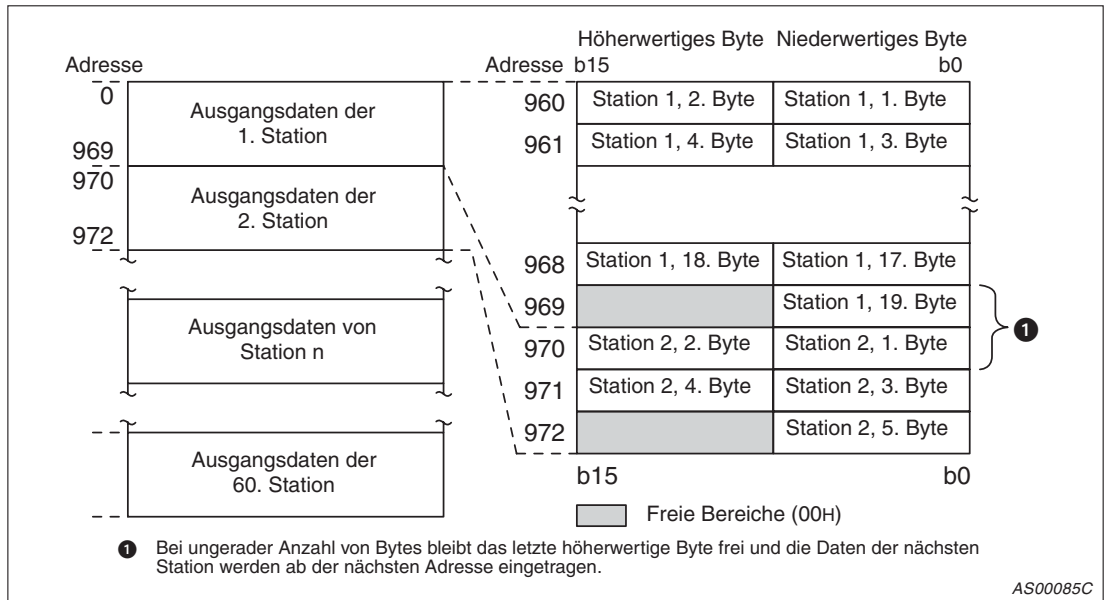 Adresse
0
Ausgangsdaten der
1. Station
969
970
Ausgangsdaten der
2. Station
972
Ausgangsdaten von
Station n
Ausgangsdaten der
60. Station
Höherwertiges Byte Niederwertiges Byte
Adresse b15 b0
960 Station 1, 2. Byte Station 1, 1. Byte
961 Station 1, 4. Byte Station 1, 3. Byte
968 Station 1, 18. Byte Station 1, 17. Byte
969 Station 1, 19. Byte
970 Station 2, 2. Byte Station 2, 1. Byte
971 Station 2, 4. Byte Station 2, 3. Byte
972 Station 2, 5. Byte
b15 b0
❶
Freie Bereiche (00H)
❶ Bei ungerader Anzahl von Bytes bleibt das letzte höherwertige Byte frei und die Daten der nächsten
Station werden ab der nächsten Adresse eingetragen.
AS00085C